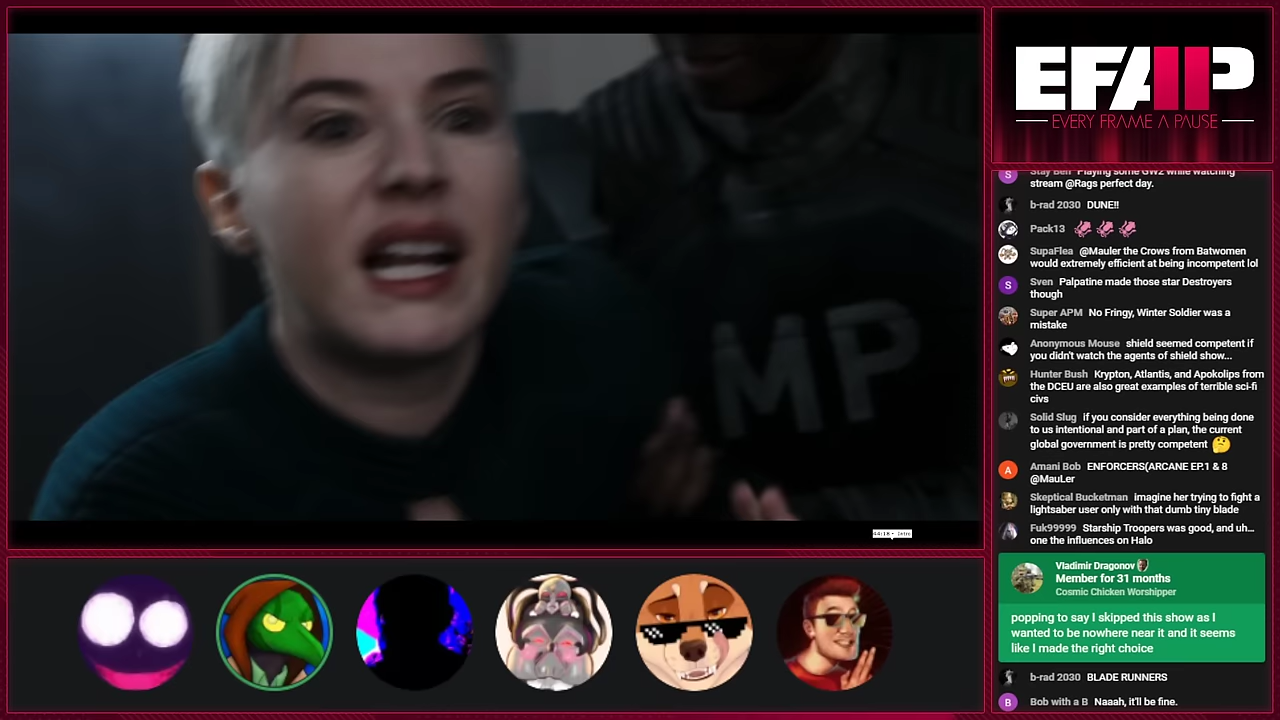 MP
44:18 • Intro
EFAP
EVERY FRAME A PAUSE
Stay Ben Playing some GW2 while watching
stream @Rags perfect day.
b-rad 2030 DUNE!!
Pack13
SupaFlea @Mauler the Crows from Batwomen
would extremely efficient at being incompetent lol
Sven Palpatine made those star Destroyers
though
Super APM No Fringy, Winter Soldier was a
mistake
Anonymous Mouse shield seemed competent if
you didn't watch the agents of shield show...
Hunter Bush Krypton, Atlantis, and Apokolips from
the DCEU are also great examples of terrible sci-fi
civs
Solid Slug if you consider everything being done
to us intentional and part of a plan, the current
global government is pretty competent
Amani Bob ENFORCERS(ARCANE EP.1 & 8
@MauLer
Skeptical Bucketman imagine her trying to fight a
lightsaber user only with that dumb tiny blade
Fuk99999 Starship Troopers was good, and uh...
one the influences on Halo
Vladimir Dragonov
Member for 31 months
Cosmic Chicken Worshipper
popping to say I skipped this show as I
wanted to be nowhere near it and it seems
like I made the right choice
b-rad 2030 BLADE RUNNERS
Bob with a B Naaah, it'll be fine.